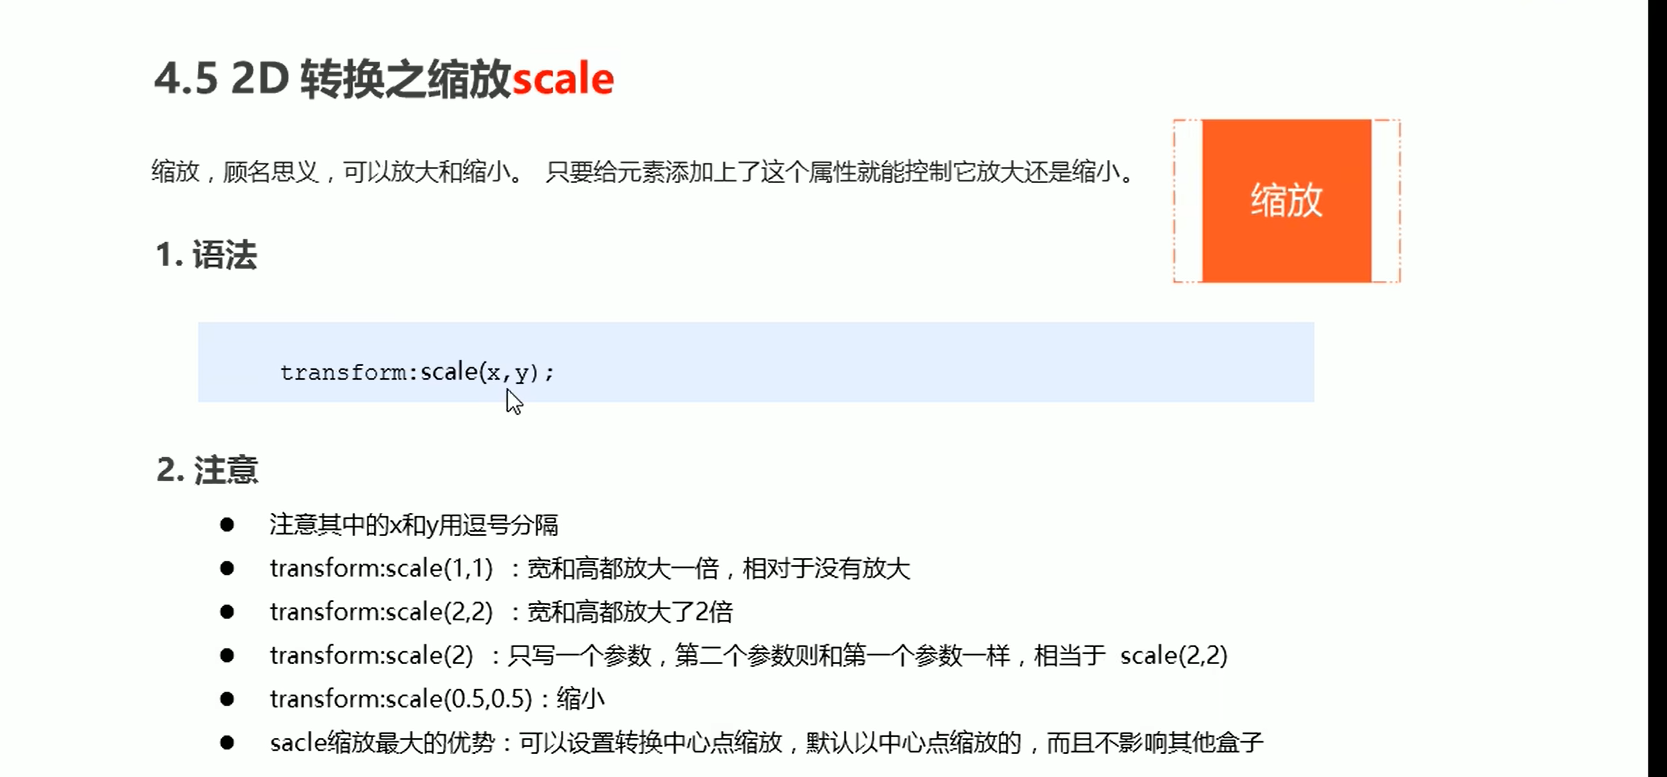 4.5 2D 转换之缩放scale
缩放，顾名思义，可以放大和缩小。 只要给元素添加上了这个属性就能控制它放大还是缩小。
缩放
1. 语法
transform:scale(x,y);
2. 注意
● 注意其中的x和y用逗号分隔
● transform:scale(1,1) ：宽和高都放大一倍，相对于没有放大
● transform:scale(2,2) ：宽和高都放大了2倍
● transform:scale(2) ：只写一个参数，第二个参数则和第一个参数一样，相当于 scale(2,2)
● transform:scale(0.5,0.5)：缩小
● sacle缩放最大的优势：可以设置转换中心点缩放，默认以中心点缩放的，而且不影响其他盒子